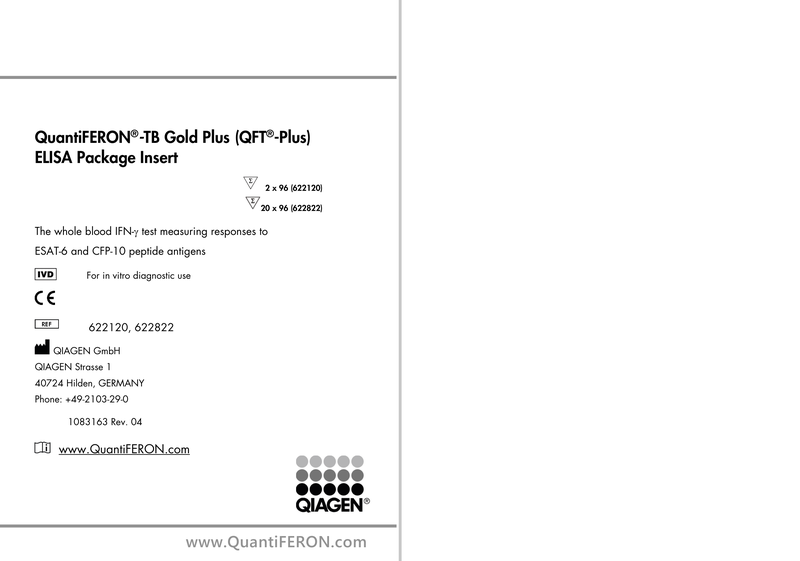 QuantiFERON®-TB Gold Plus (QFT®-Plus)
ELISA Package Insert
Σ 2 x 96 (622120)
Σ 20 x 96 (622822)
The whole blood IFN-γ test measuring responses to
ESAT-6 and CFP-10 peptide antigens
IVD For in vitro diagnostic use
CE
REF 622120, 622822
QIAGEN GmbH
QIAGEN Strasse 1
40724 Hilden, GERMANY
Phone: +49-2103-29-0
1083163 Rev. 04
i www.QuantiFERON.com
QIAGEN®
www.QuantiFERON.com